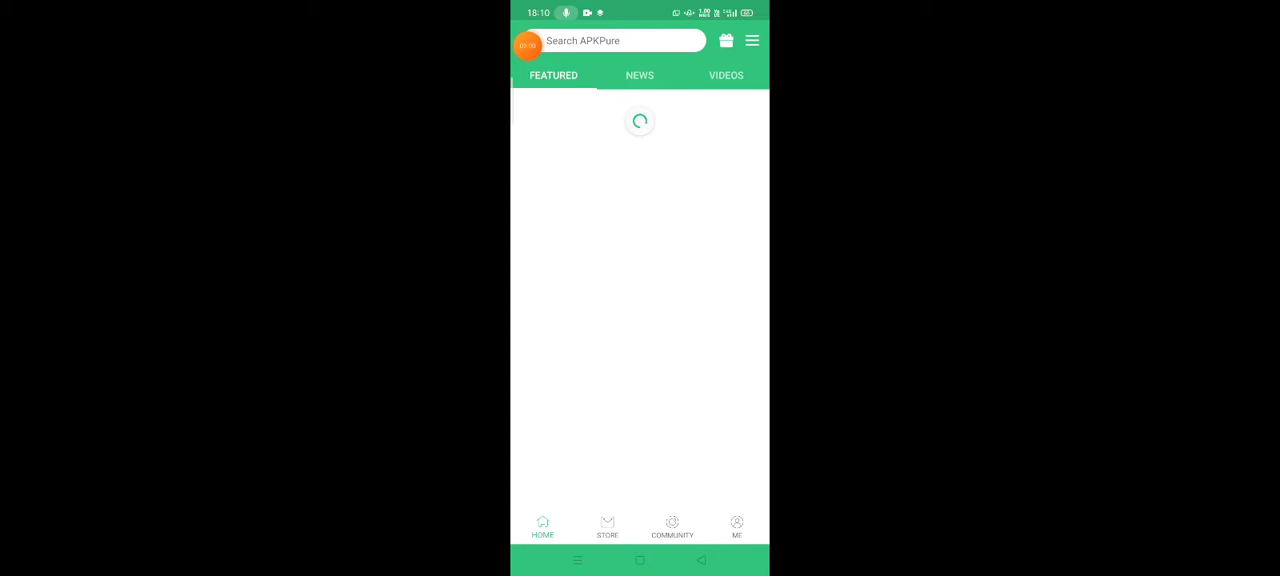 18:10
Search APKPure
FEATURED NEWS VIDEOS
HOME STORE COMMUNITY ME